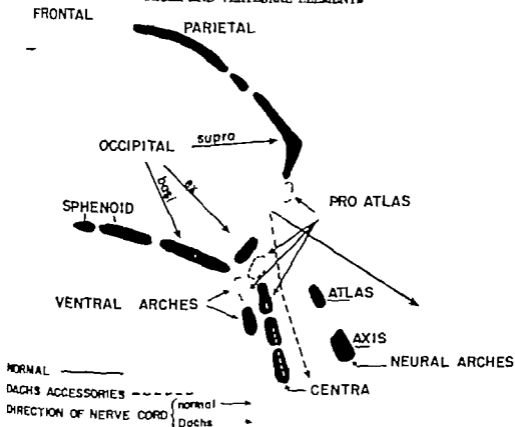 FRONTAL
PARIETAL
OCCIPITAL
supra
basi
ex
SPHENOID
PRO ATLAS
VENTRAL ARCHES
ATLAS
AXIS
NEURAL ARCHES
CENTRA
NORMAL
DACHS ACCESSORIES
DIRECTION OF NERVE CORD { normal
Dachs